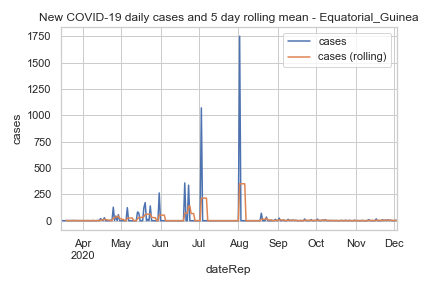 New COVID-19 daily cases and 5 day rolling mean - Equatorial_Guinea
cases
cases (rolling)
1750
1500
1250
1000
750
500
250
0
cases
Apr May Jun Jul Aug Sep Oct Nov Dec
2020
dateRep